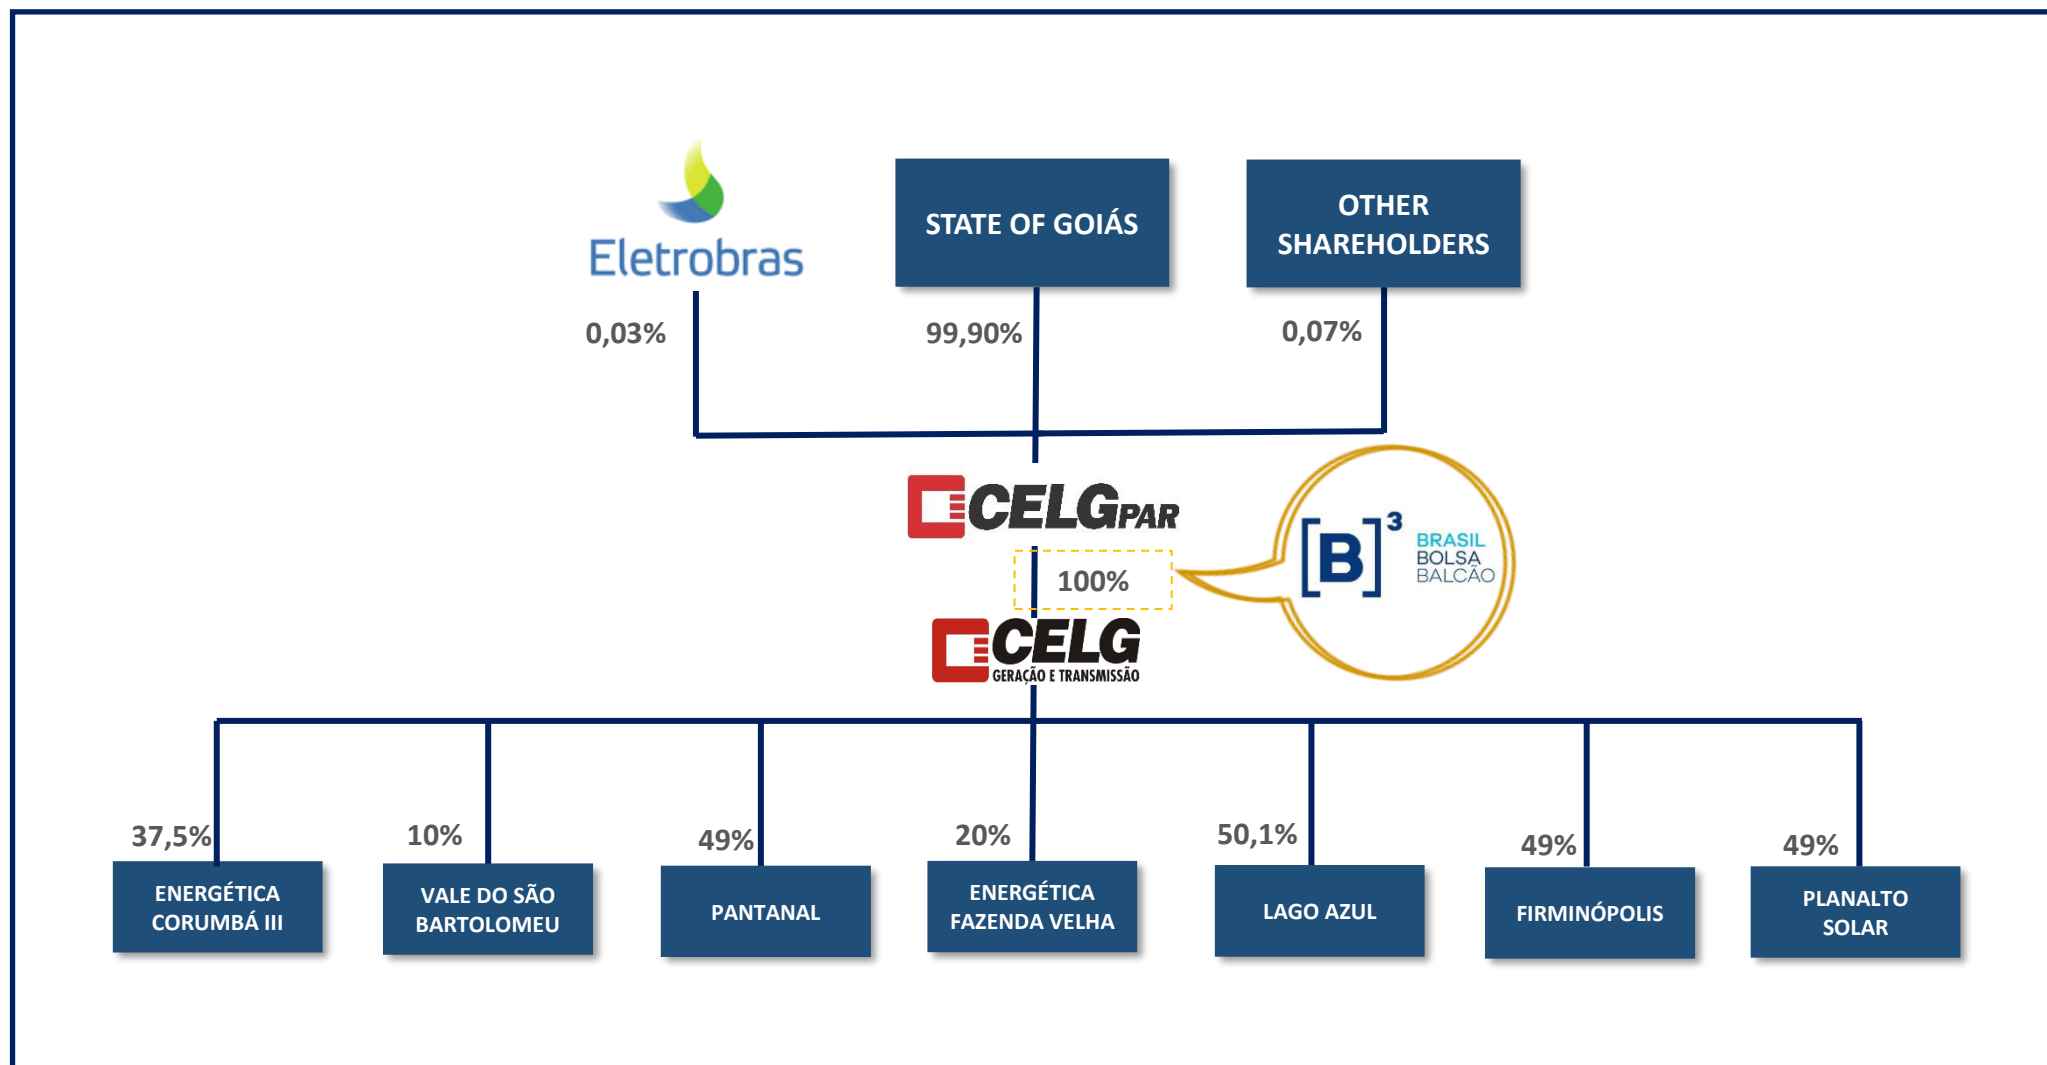 Eletrobras
STATE OF GOIÁS
OTHER
SHAREHOLDERS
0,03%
99,90%
0,07%
CELGPAR
[B]³
BRASIL
BOLSA
BALCÃO
100%
CELG
GERAÇÃO E TRANSMISSÃO
37,5%
10%
49%
20%
50,1%
49%
49%
ENERGÉTICA
CORUMBÁ III
VALE DO SÃO
BARTOLOMEU
PANTANAL
ENERGÉTICA
FAZENDA VELHA
LAGO AZUL
FIRMINÓPOLIS
PLANALTO
SOLAR